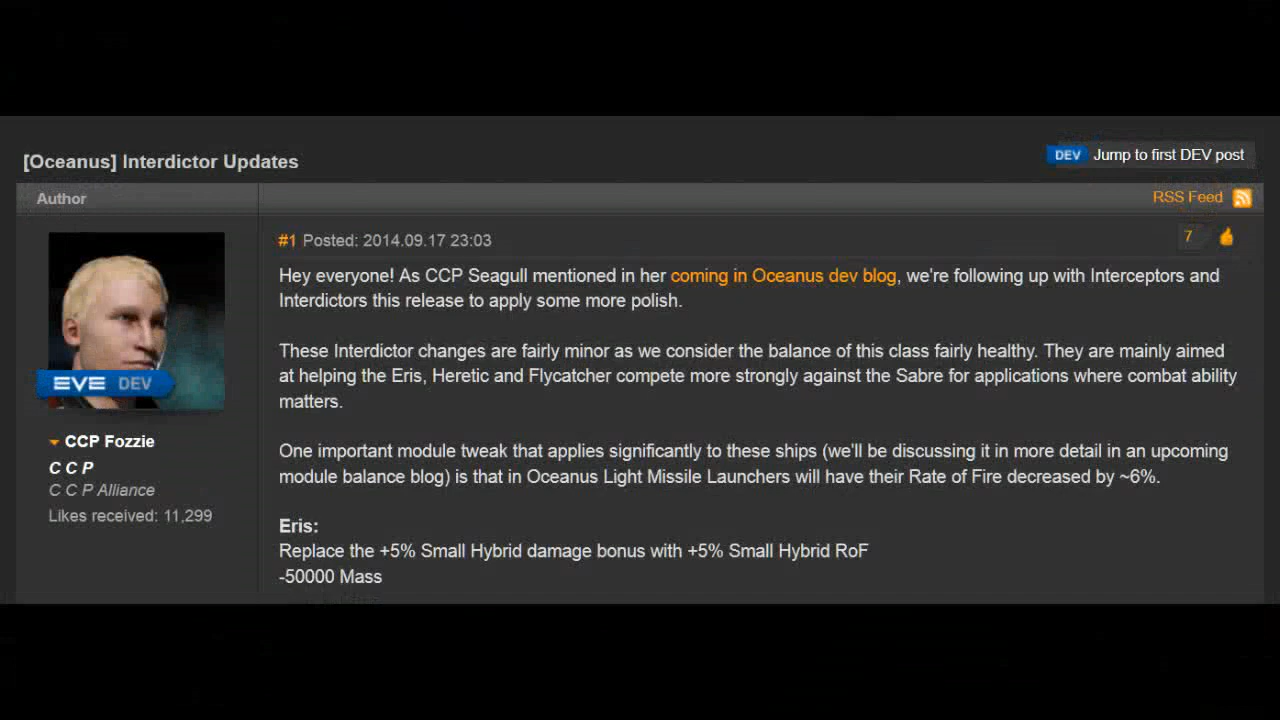 [Oceanus] Interdictor Updates
DEV Jump to first DEV post
Author
RSS Feed
#1 Posted: 2014.09.17 23:03
7
Hey everyone! As CCP Seagull mentioned in her coming in Oceanus dev blog, we're following up with Interceptors and
Interdictors this release to apply some more polish.
These Interdictor changes are fairly minor as we consider the balance of this class fairly healthy. They are mainly aimed
at helping the Eris, Heretic and Flycatcher compete more strongly against the Sabre for applications where combat ability
matters.
One important module tweak that applies significantly to these ships (we'll be discussing it in more detail in an upcoming
module balance blog) is that in Oceanus Light Missile Launchers will have their Rate of Fire decreased by ~6%.
Eris:
Replace the +5% Small Hybrid damage bonus with +5% Small Hybrid RoF
-50000 Mass
EVE DEV
CCP Fozzie
C C P
C C P Alliance
Likes received: 11,299